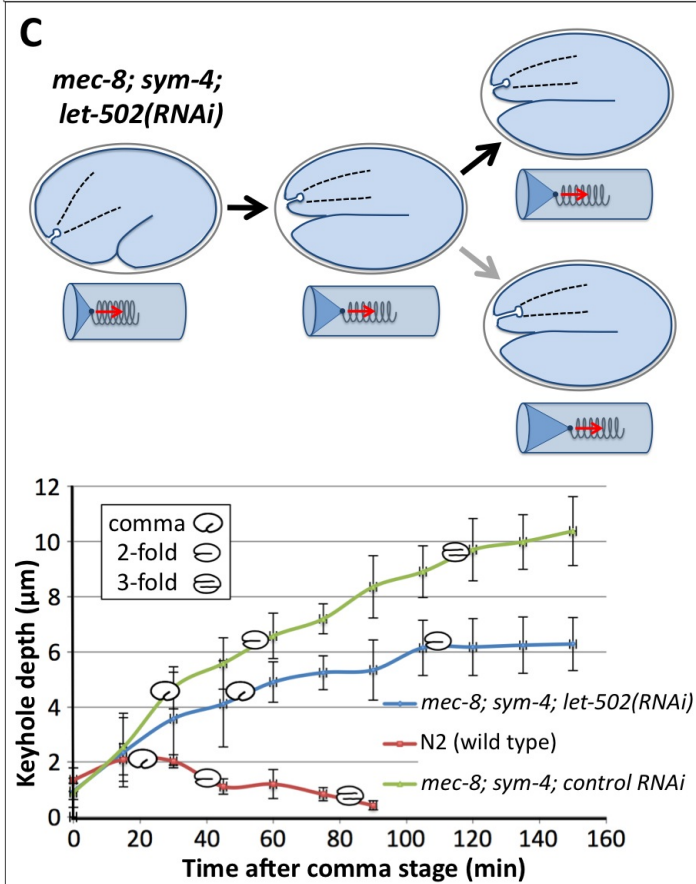 C
mec-8; sym-4;
let-502(RNAi)
comma
2-fold
3-fold
Keyhole depth (µm)
12
10
8
6
4
2
0
mec-8; sym-4; let-502(RNAi)
N2 (wild type)
mec-8; sym-4; control RNAi
0 20 40 60 80 100 120 140 160
Time after comma stage (min)